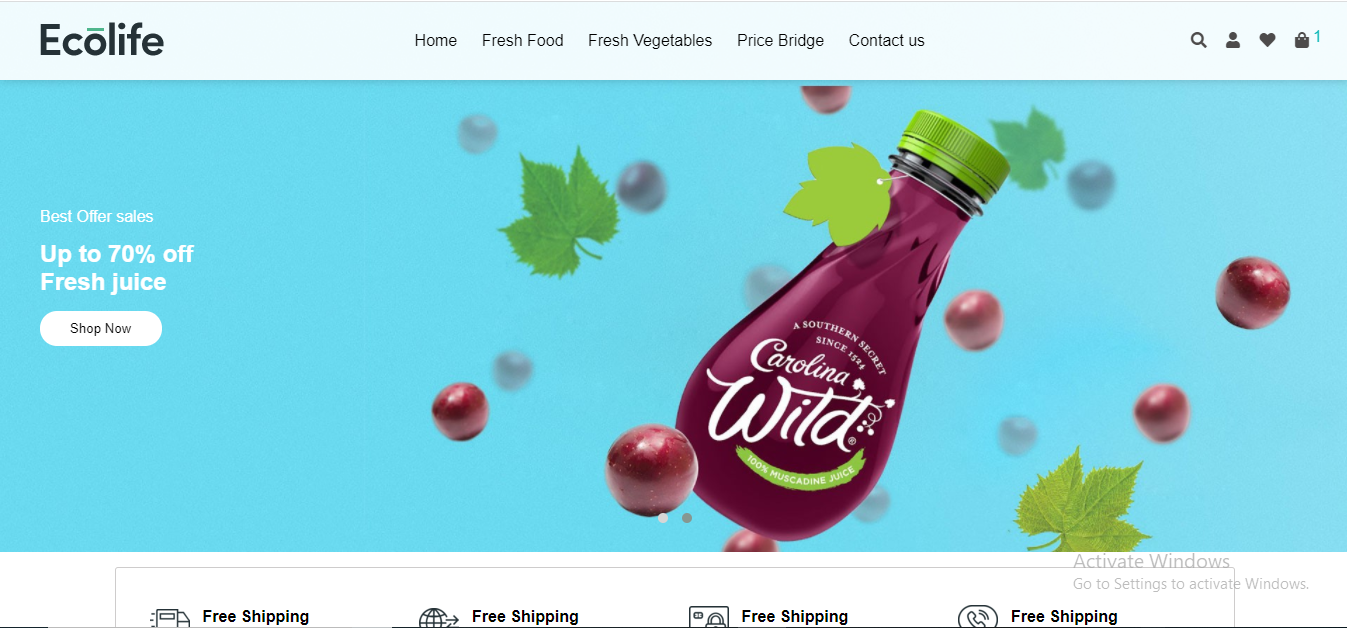 Ecolife
Home Fresh Food Fresh Vegetables Price Bridge Contact us
1
Best Offer sales
Up to 70% off
Fresh juice
Shop Now
A SOUTHERN SECRET
SINCE 1524
Carolina
Wild®
100% MUSCADINE JUICE
Activate Windows
Go to Settings to activate Windows.
Free Shipping Free Shipping Free Shipping Free Shipping